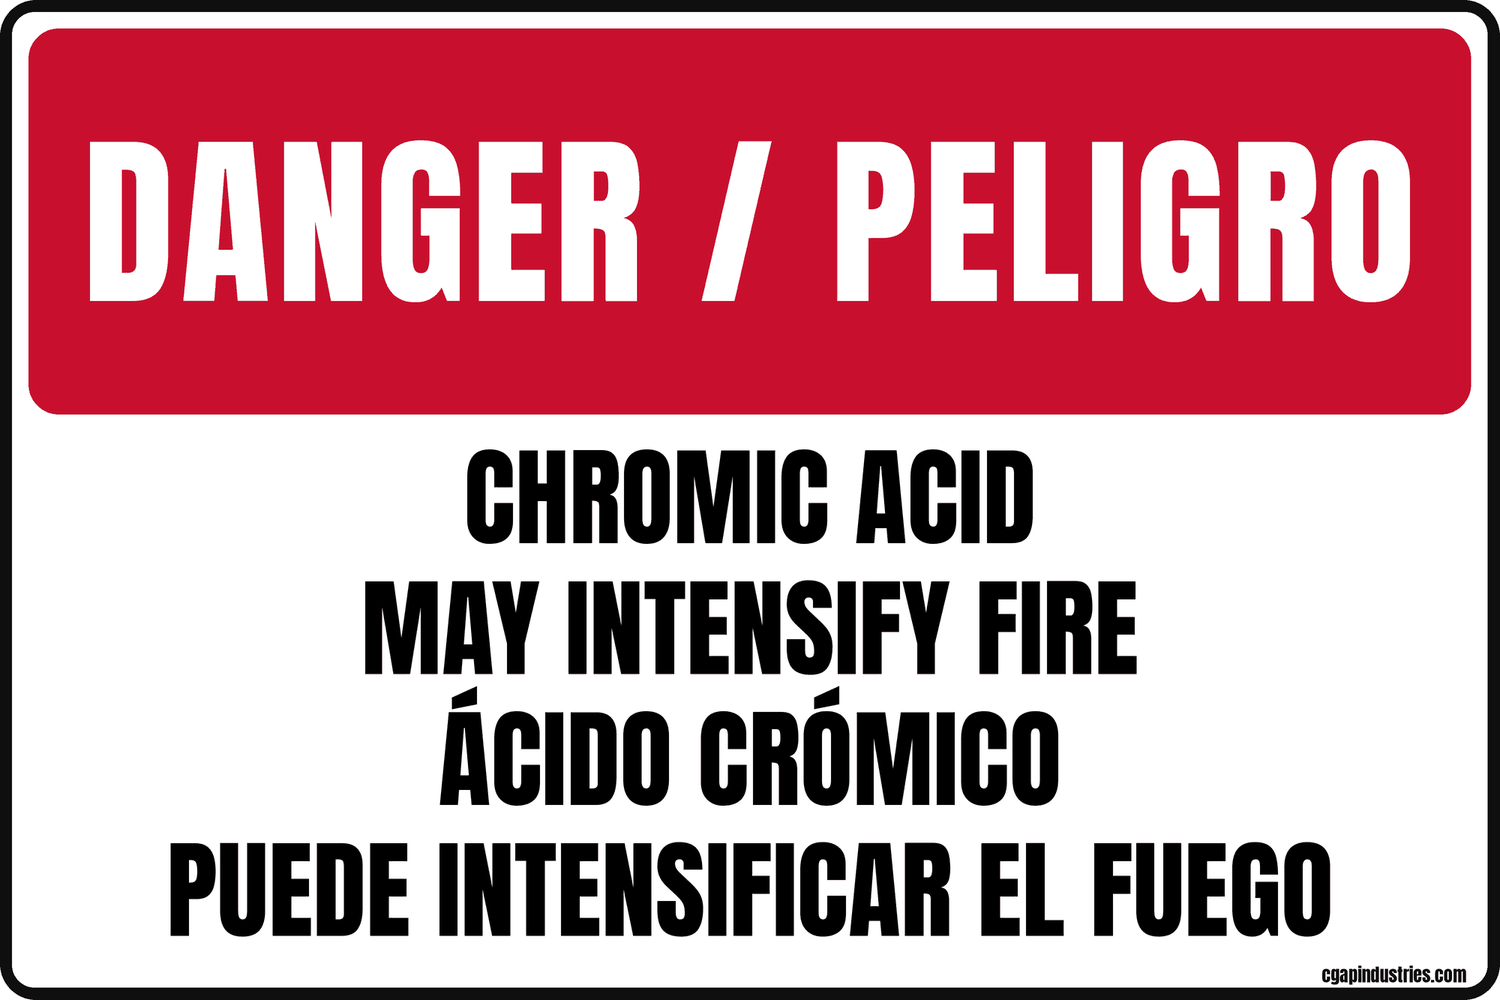 DANGER / PELIGRO
CHROMIC ACID
MAY INTENSIFY FIRE
ÁCIDO CRÓMICO
PUEDE INTENSIFICAR EL FUEGO
cgapindustries.com